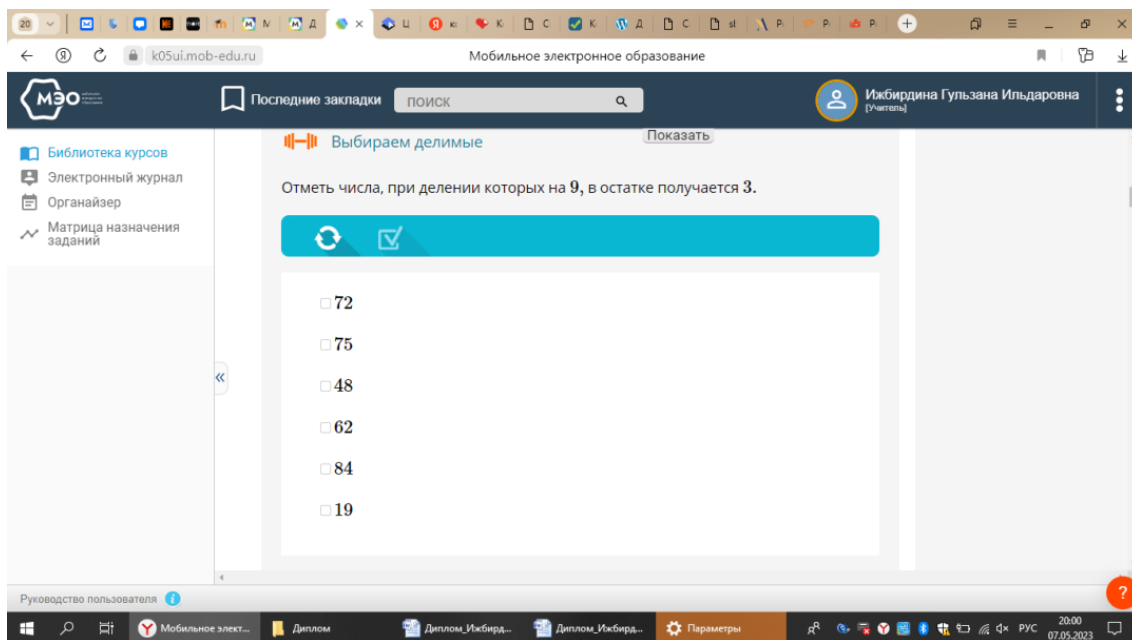 20
Ц
k05ui.mob-edu.ru
Мобильное электронное образование
МЭО
Последние закладки
ПОИСК
Ижбирдина Гульзана Ильдаровна
[Учитель]
Библиотека курсов
Электронный журнал
Органайзер
Матрица назначения
заданий
Выбираем делимые
Показать
Отметь числа, при делении которых на 9, в остатке получается 3.
72
75
48
62
84
19
Руководство пользователя
?
Мобильное элект...
Диплом
Диплом_Ижбирд...
Диплом_Ижбирд...
Параметры
РУС
20:00
07.05.2023